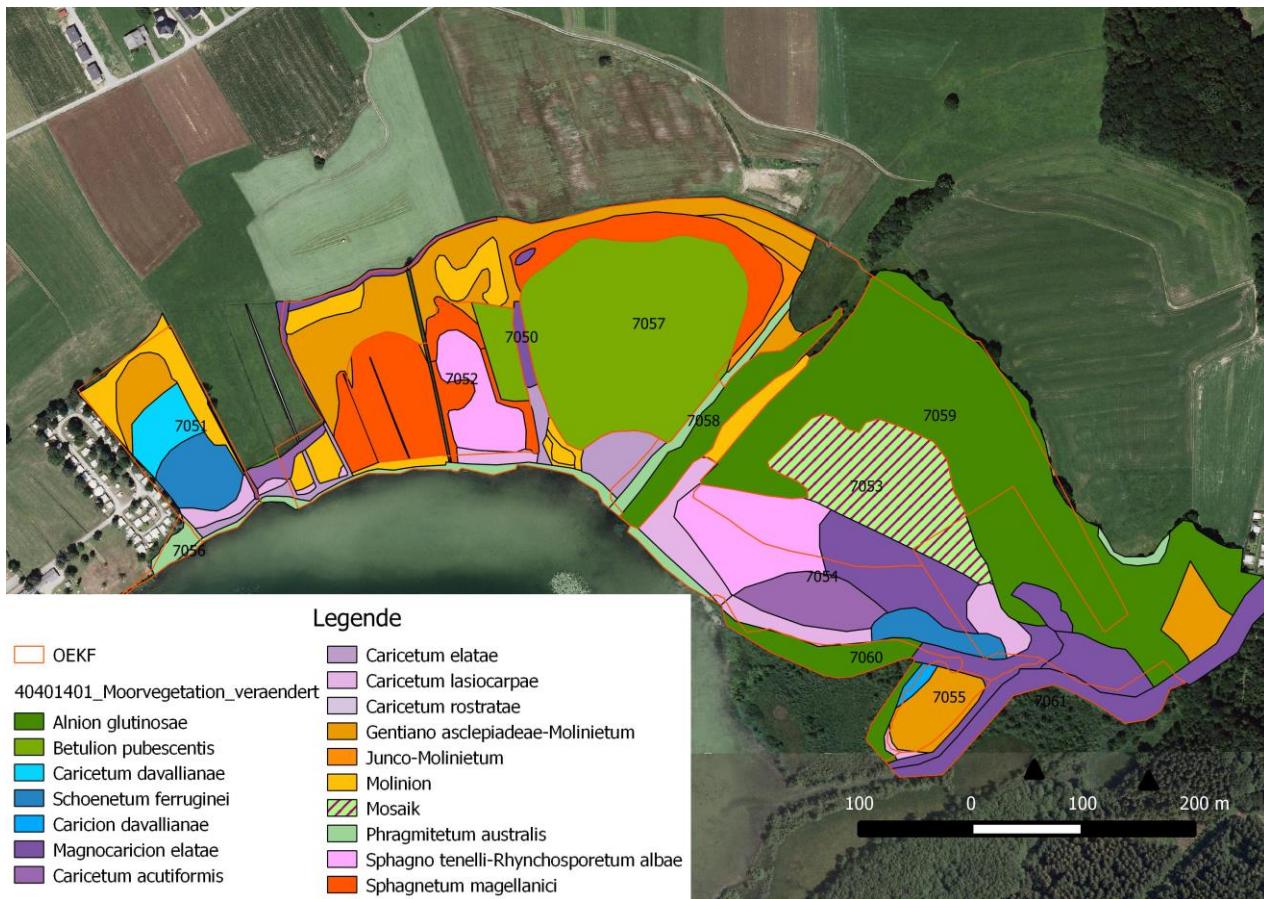 7057
7050
7052
7058
7059
7051
7053
7056
7054
7060
7055
7061
Legende
OEKF
40401401_Moorvegetation_veraendert
Alnion glutinosae
Betulion pubescentis
Caricetum davallianae
Schoenetum ferruginei
Caricion davallianae
Magnocaricion elatae
Caricetum acutiformis
Caricetum elatae
Caricetum lasiocarpae
Caricetum rostratae
Gentiano asclepiadeae-Molinietum
Junco-Molinietum
Molinion
Mosaik
Phragmitetum australis
Sphagno tenelli-Rhynchosporetum albae
Sphagnetum magellanici
100 0 100 200 m